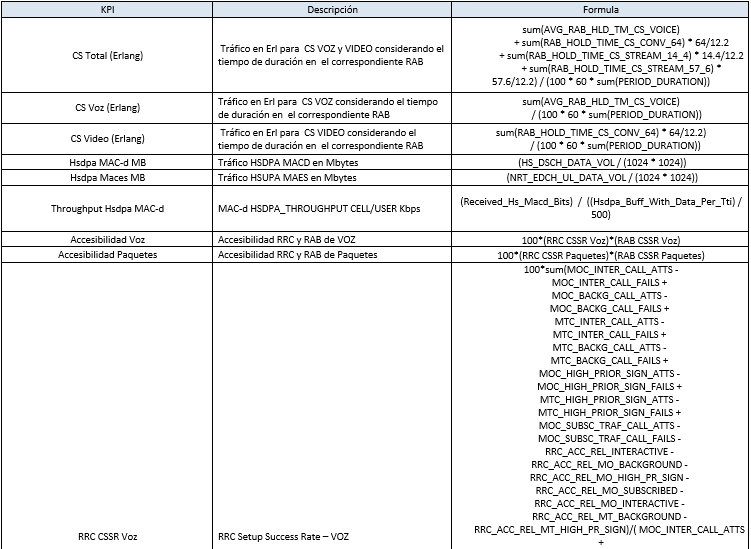 KPI Descripción Formula
CS Total (Erlang)
Tráfico en Erl para CS VOZ y VIDEO considerando el
tiempo de duración en el correspondiente RAB
sum(AVG_RAB_HLD_TM_CS_VOICE)
+ sum(RAB_HOLD_TIME_CS_CONV_64) * 64/12.2
+ sum(RAB_HOLD_TIME_CS_STREAM_14_4) * 14.4/12.2
+ sum(RAB_HOLD_TIME_CS_STREAM_57_6) *
57.6/12.2) / (100 * 60 * sum(PERIOD_DURATION))
CS Voz (Erlang)
Tráfico en Erl para CS VOZ considerando el tiempo
de duración en el correspondiente RAB
sum(AVG_RAB_HLD_TM_CS_VOICE)
/ (100 * 60 * sum(PERIOD_DURATION))
CS Video (Erlang)
Tráfico en Erl para CS VIDEO considerando el
tiempo de duración en el correspondiente RAB
sum(RAB_HOLD_TIME_CS_CONV_64) * 64/12.2)
/ (100 * 60 * sum(PERIOD_DURATION))
Hsdpa MAC-d MB Tráfico HSDPA MACD en Mbytes (HS_DSCH_DATA_VOL / (1024 * 1024))
Hsdpa Maces MB Tráfico HSUPA MAES en Mbytes (NRT_EDCH_UL_DATA_VOL / (1024 * 1024))
Throughput Hsdpa MAC-d
MAC-d HSDPA_THROUGHPUT CELL/USER Kbps
(Received_Hs_Macd_Bits) / ((Hsdpa_Buff_With_Data_Per_Tti) /
500)
Accesibilidad Voz Accesibilidad RRC y RAB de VOZ 100*(RRC CSSR Voz)*(RAB CSSR Voz)
Accesibilidad Paquetes Accesibilidad RRC y RAB de Paquetes 100*(RRC CSSR Paquetes)*(RAB CSSR Paquetes)
RRC CSSR Voz
RRC Setup Success Rate – VOZ
100*sum(MOC_INTER_CALL_ATTS -
MOC_INTER_CALL_FAILS +
MOC_BACKG_CALL_ATTS -
MOC_BACKG_CALL_FAILS +
MTC_INTER_CALL_ATTS -
MTC_INTER_CALL_FAILS +
MTC_BACKG_CALL_ATTS -
MTC_BACKG_CALL_FAILS +
MOC_HIGH_PRIOR_SIGN_ATTS -
MOC_HIGH_PRIOR_SIGN_FAILS +
MTC_HIGH_PRIOR_SIGN_ATTS -
MTC_HIGH_PRIOR_SIGN_FAILS +
MOC_SUBSC_TRAF_CALL_ATTS -
MOC_SUBSC_TRAF_CALL_FAILS -
RRC_ACC_REL_INTERACTIVE -
RRC_ACC_REL_MO_BACKGROUND -
RRC_ACC_REL_MO_HIGH_PR_SIGN -
RRC_ACC_REL_MO_SUBSCRIBED -
RRC_ACC_REL_MO_INTERACTIVE -
RRC_ACC_REL_MT_BACKGROUND -
RRC_ACC_REL_MT_HIGH_PR_SIGN)/( MOC_INTER_CALL_ATTS
+